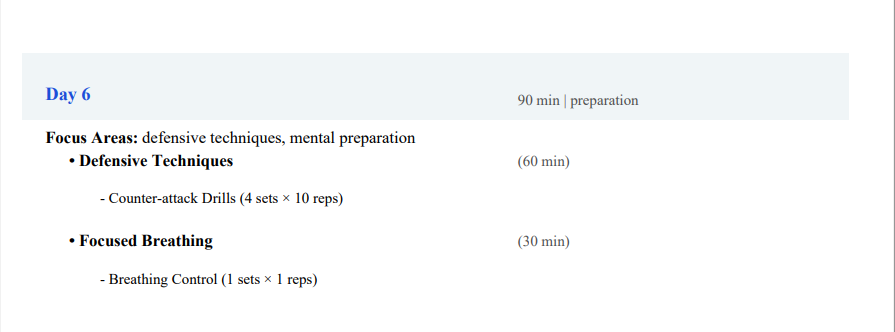 Day 6 90 min | preparation
Focus Areas: defensive techniques, mental preparation
• Defensive Techniques (60 min)
- Counter-attack Drills (4 sets × 10 reps)
• Focused Breathing (30 min)
- Breathing Control (1 sets × 1 reps)